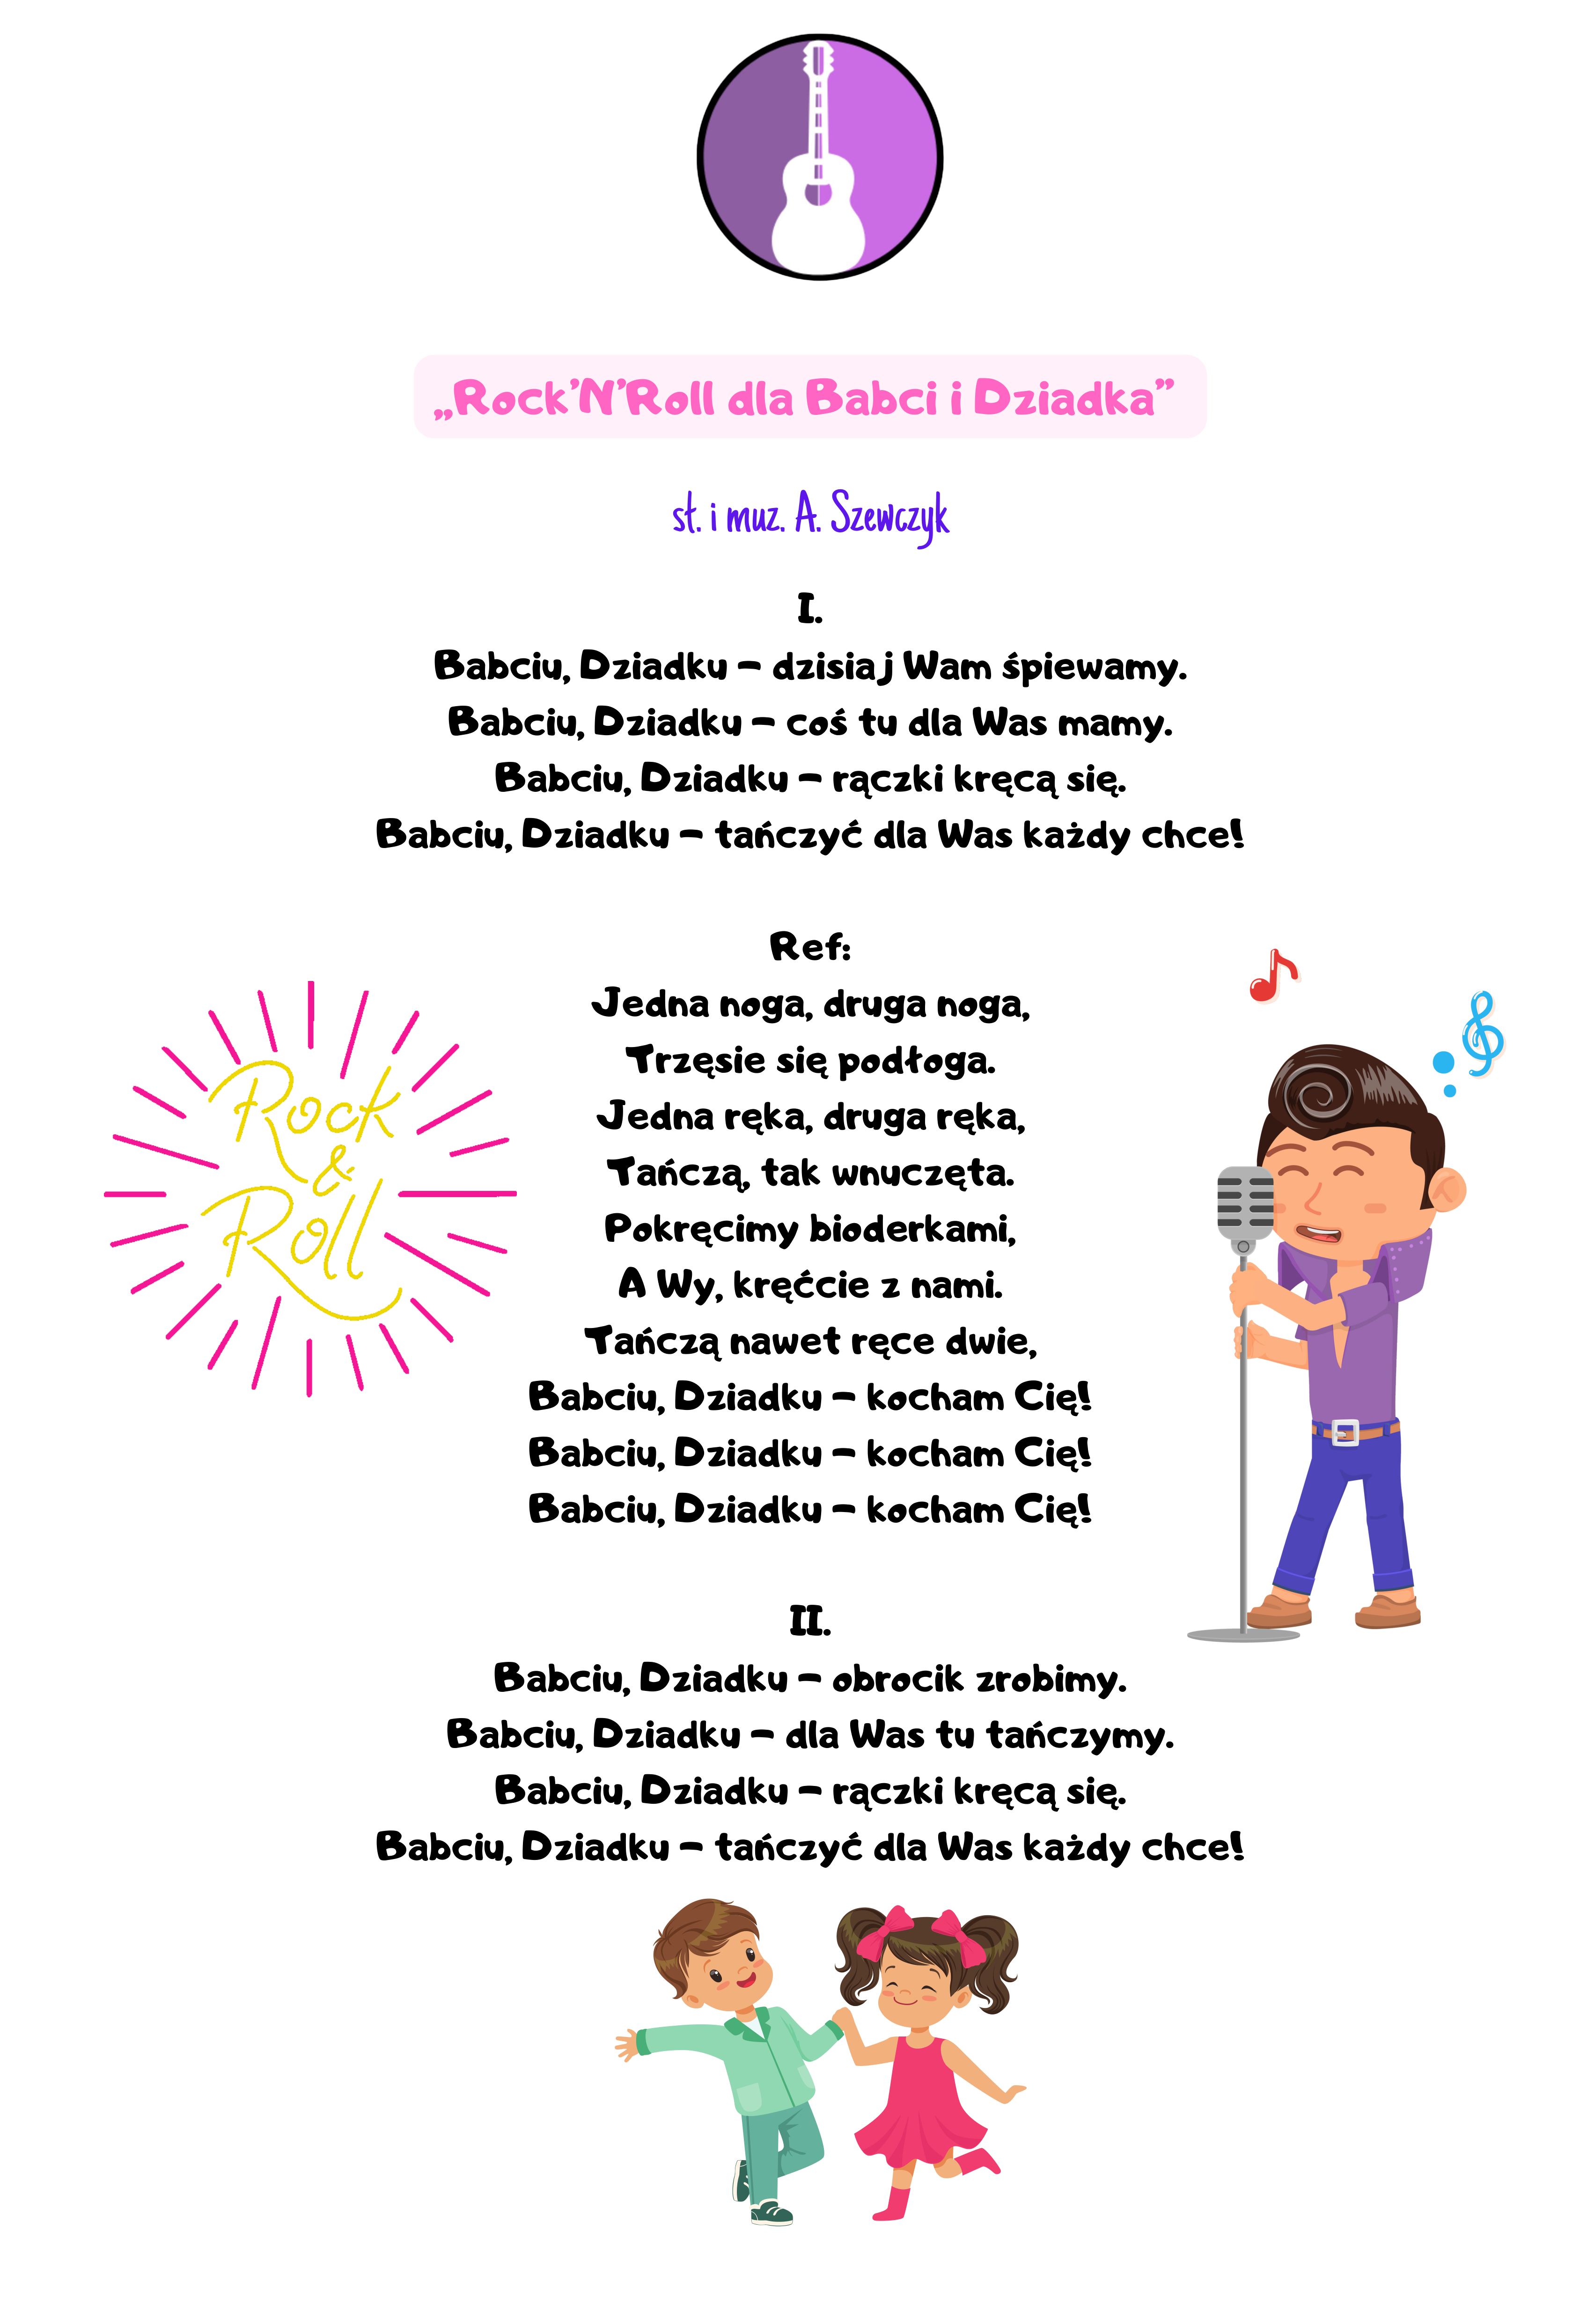 „Rock’N’Roll dla Babci i Dziadka”
sł. i muz. A. Szewczyk
I.
Babciu, Dziadku – dzisiaj Wam śpiewamy.
Babciu, Dziadku – coś tu dla Was mamy.
Babciu, Dziadku – rączki kręcą się.
Babciu, Dziadku – tańczyć dla Was każdy chce!
Ref:
Jedna noga, druga noga,
Trzęsie się podłoga.
Jedna ręka, druga ręka,
Tańczą, tak wnuczęta.
Pokręcimy bioderkami,
A Wy, kręćcie z nami.
Tańczą nawet ręce dwie,
Babciu, Dziadku – kocham Cię!
Babciu, Dziadku – kocham Cię!
Babciu, Dziadku – kocham Cię!
Rock
&
Roll
II.
Babciu, Dziadku – obrocik zrobimy.
Babciu, Dziadku – dla Was tu tańczymy.
Babciu, Dziadku – rączki kręcą się.
Babciu, Dziadku – tańczyć dla Was każdy chce!